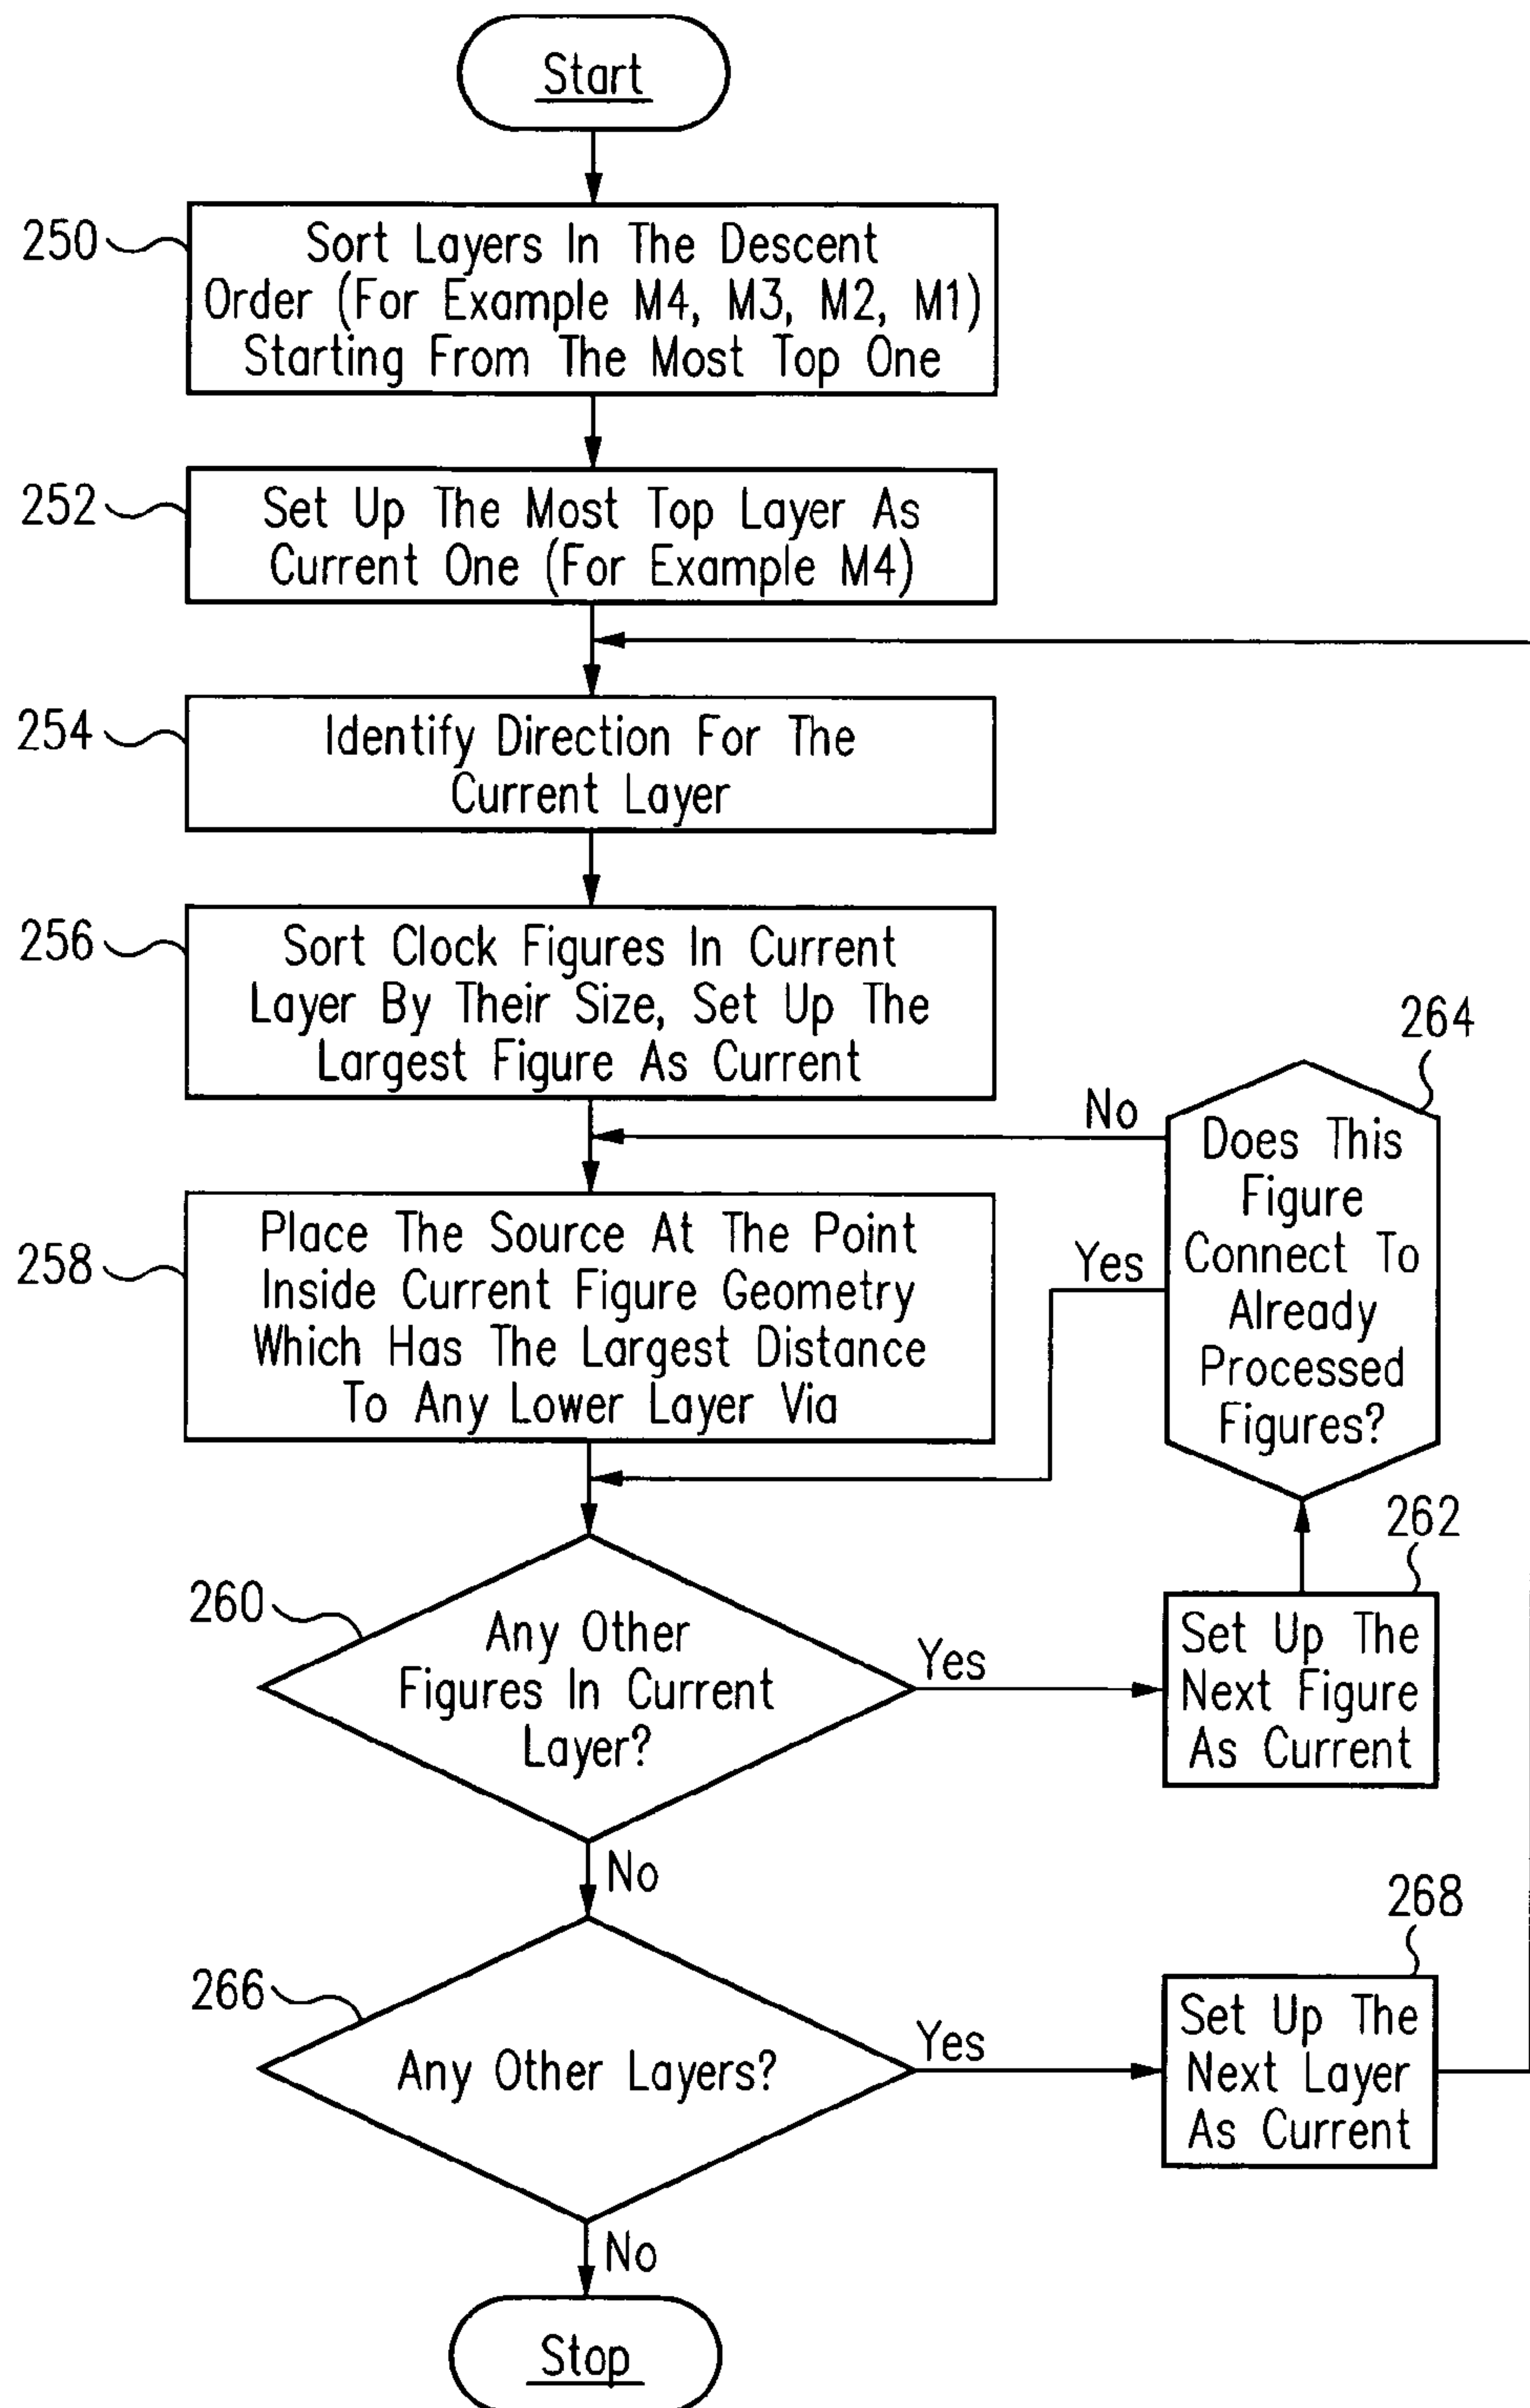 Start
250
Sort Layers In The Descent
Order (For Example M4, M3, M2, M1)
Starting From The Most Top One
252
Set Up The Most Top Layer As
Current One (For Example M4)
254
Identify Direction For The
Current Layer
256
Sort Clock Figures In Current
Layer By Their Size, Set Up The
Largest Figure As Current
264
No
Does This
Figure
Connect To
Already
Processed
Figures?
Yes
258
Place The Source At The Point
Inside Current Figure Geometry
Which Has The Largest Distance
To Any Lower Layer Via
262
260
Any Other
Figures In Current
Layer?
Yes
Set Up The
Next Figure
As Current
No
268
266
Any Other Layers?
Yes
Set Up The
Next Layer
As Current
No
Stop